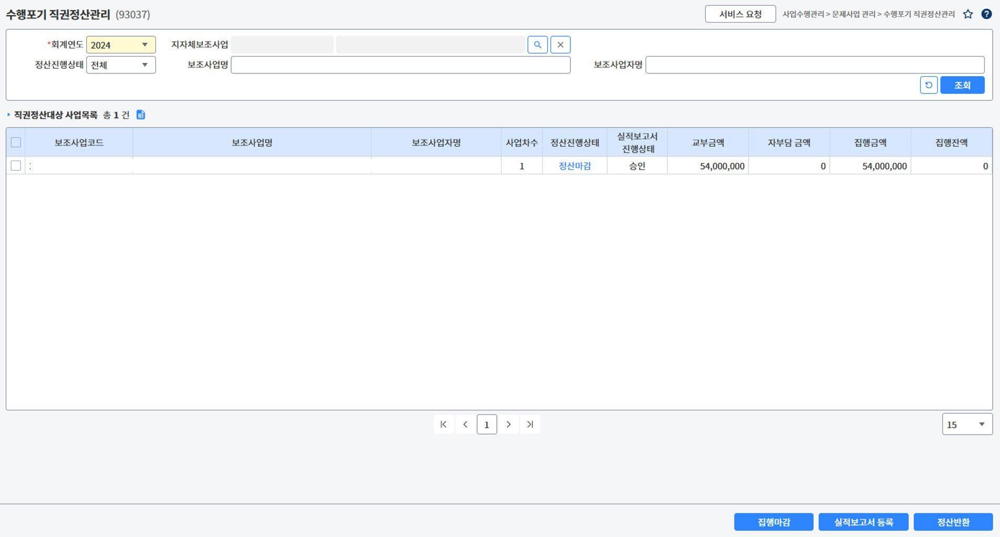 수행포기 직권정산관리 (93037)
서비스 요청
사업수행관리 > 문제사업 관리 > 수행포기 직권정산관리
*회계연도 2024 지자체보조사업
정산진행상태 전체 보조사업명 보조사업자명
조회
직권정산대상 사업목록 총 1 건
보조사업코드 보조사업명 보조사업자명 사업차수 정산진행상태 실적보고서 진행상태 교부금액 자부담 금액 집행금액 집행잔액
1 정산마감 승인 54,000,000 0 54,000,000 0
1
15
집행마감 실적보고서 등록 정산반환